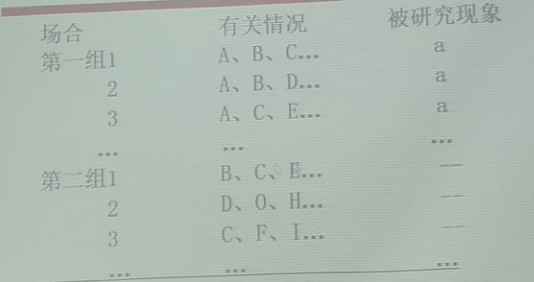 场合 有关情况 被研究现象
第一组1 A、B、C… a
2 A、B、D… a
3 A、C、E… a
… … …
第二组1 B、C、E… —
2 D、O、H… —
3 C、F、I… —
… … …